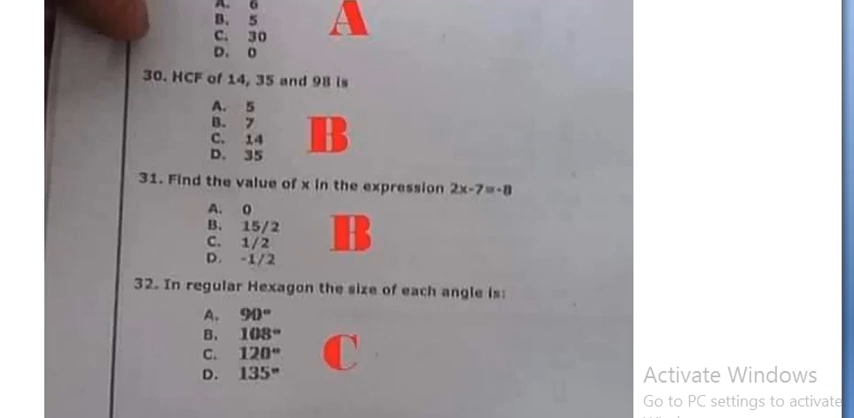 A. 6
B. 5
C. 30
D. 0
A
30. HCF of 14, 35 and 98 is
A. 5
B. 7
C. 14
D. 35
B
31. Find the value of x in the expression 2x-7=-8
A. 0
B. 15/2
C. 1/2
D. -1/2
B
32. In regular Hexagon the size of each angle is:
A. 90°
B. 108°
C. 120°
D. 135°
C
Activate Windows
Go to PC settings to activate